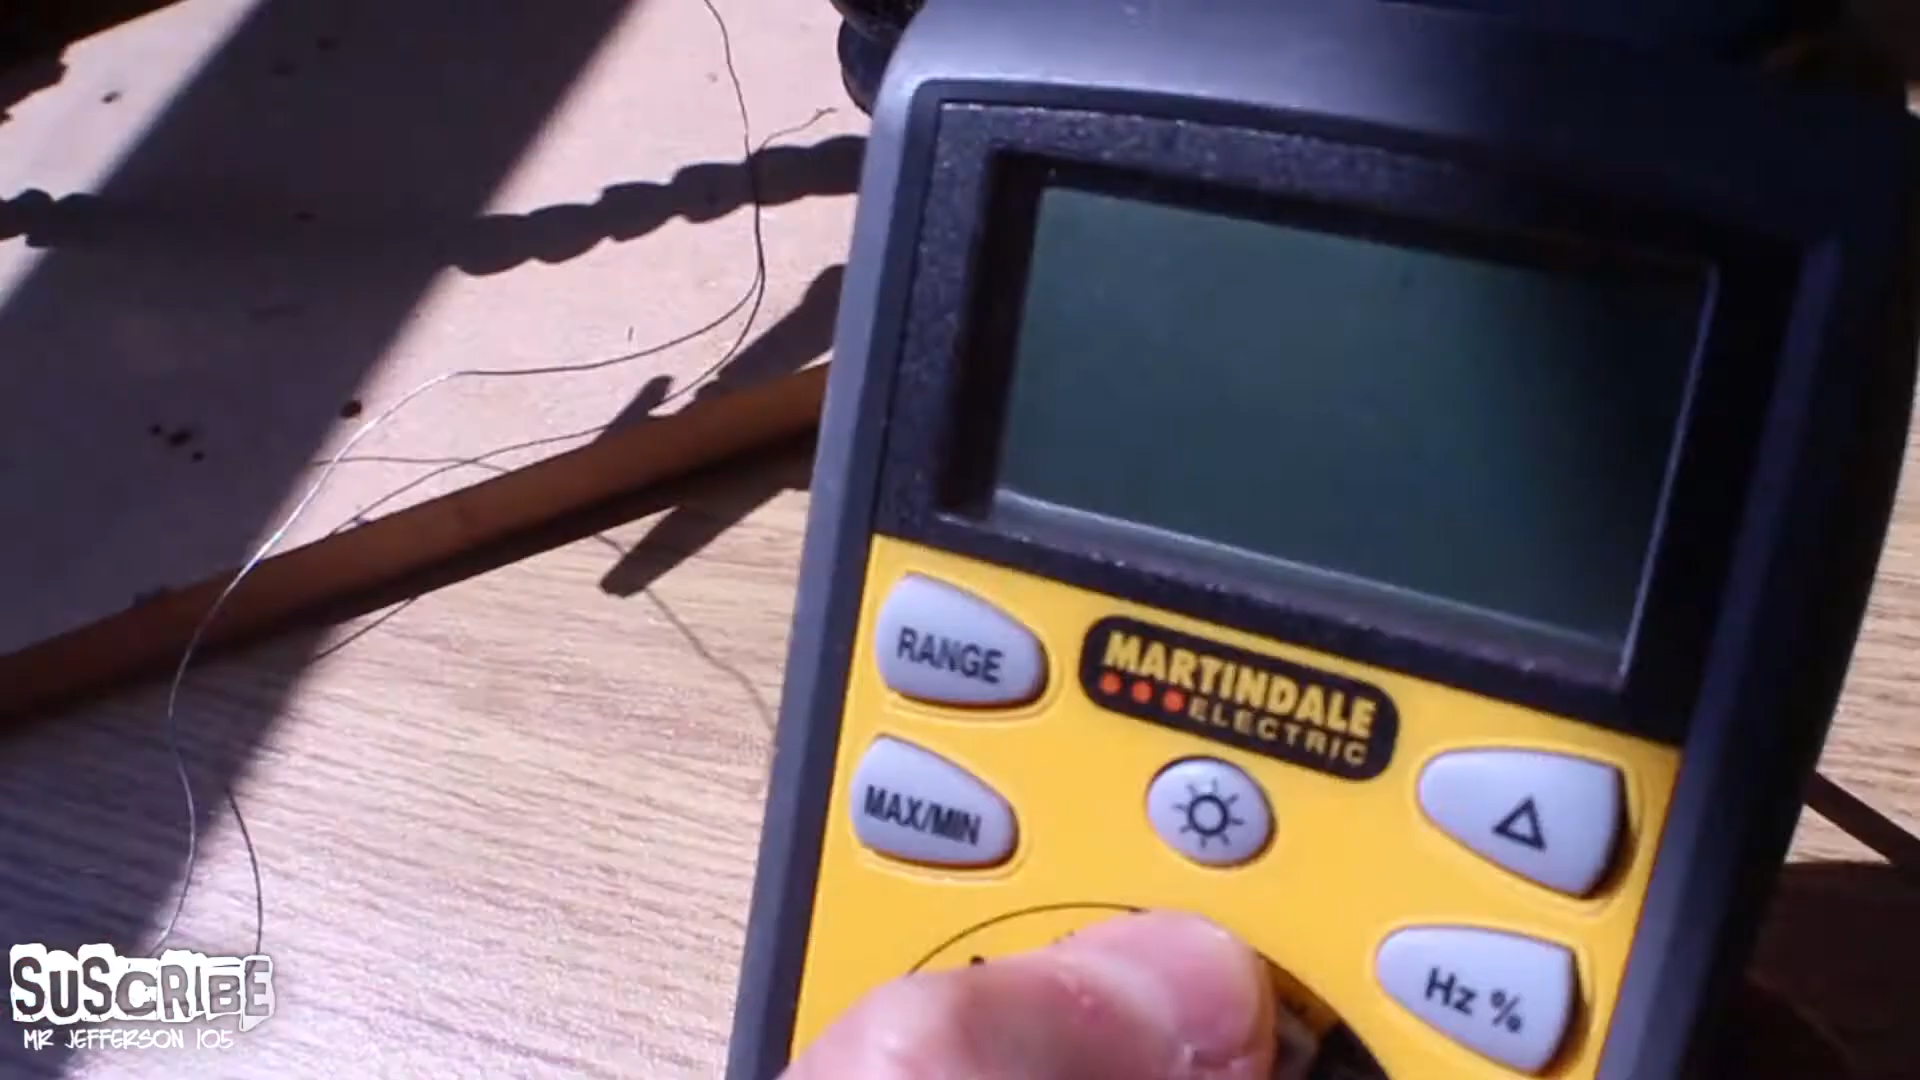 RANGE
MARTINDALE
ELECTRIC
MAX/MIN
Δ
Hz %
SUSCRIBE
MR JEFFERSON 105